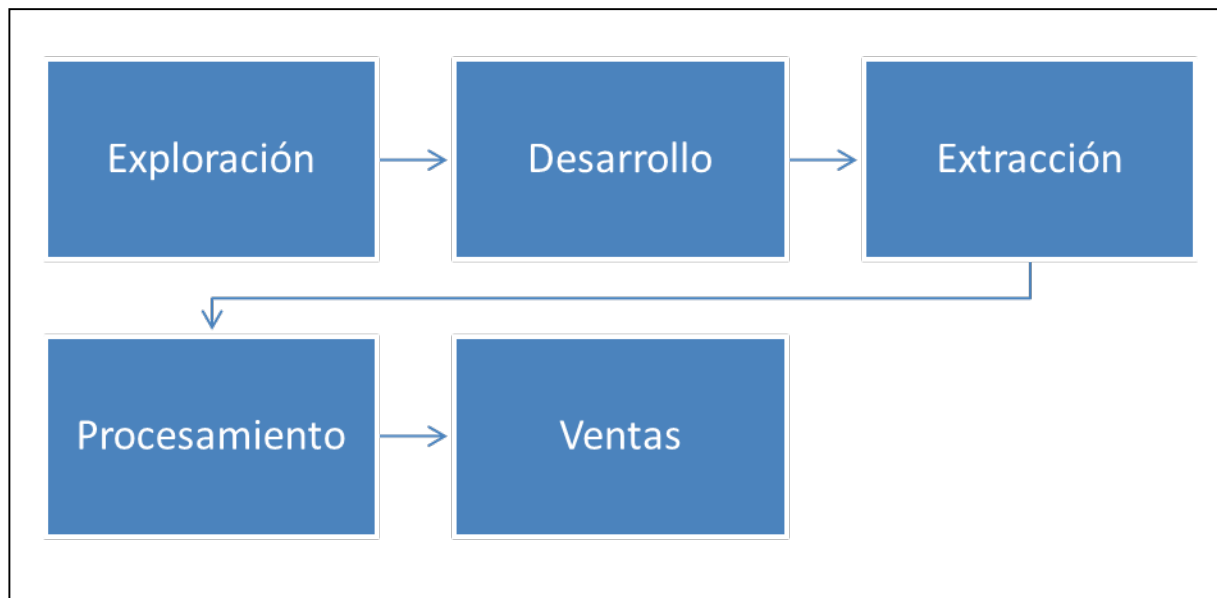 Exploración
Desarrollo
Extracción
Procesamiento
Ventas